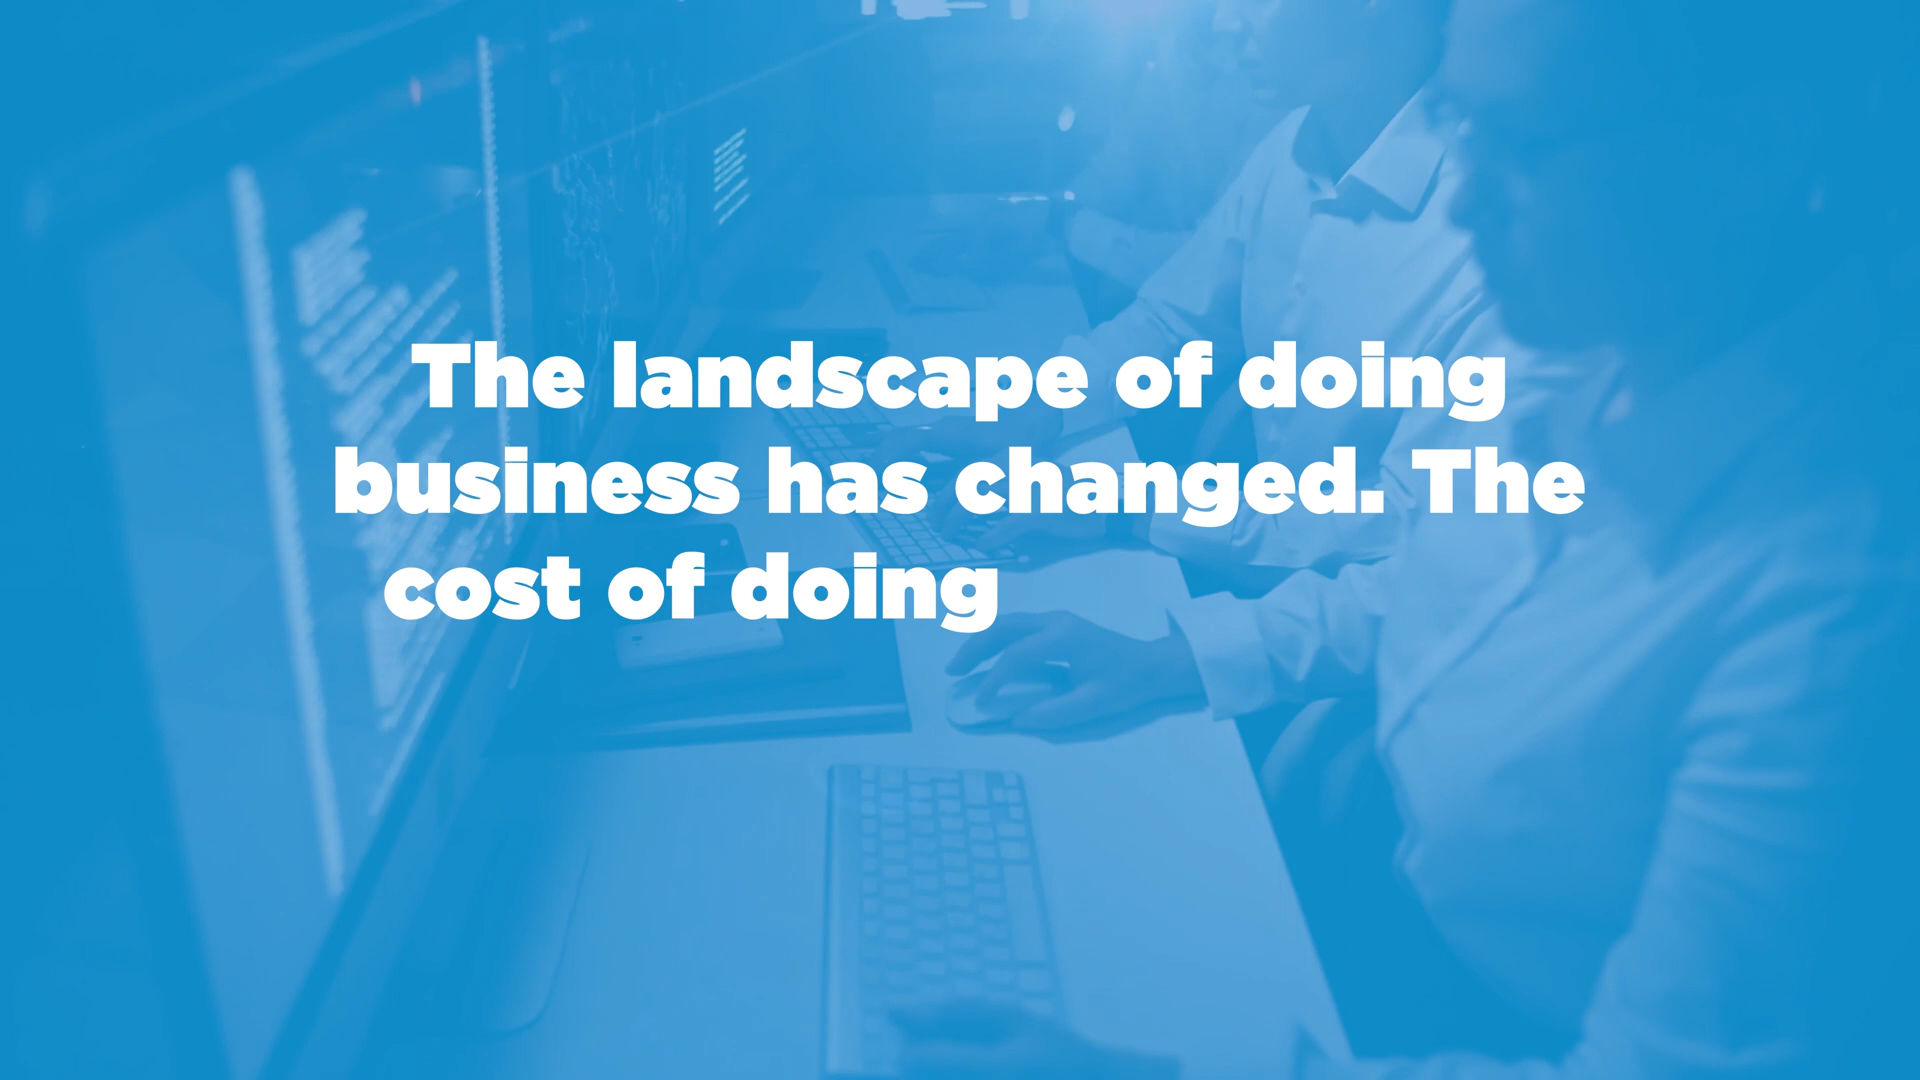 The landscape of doing
business has changed. The
cost of doing